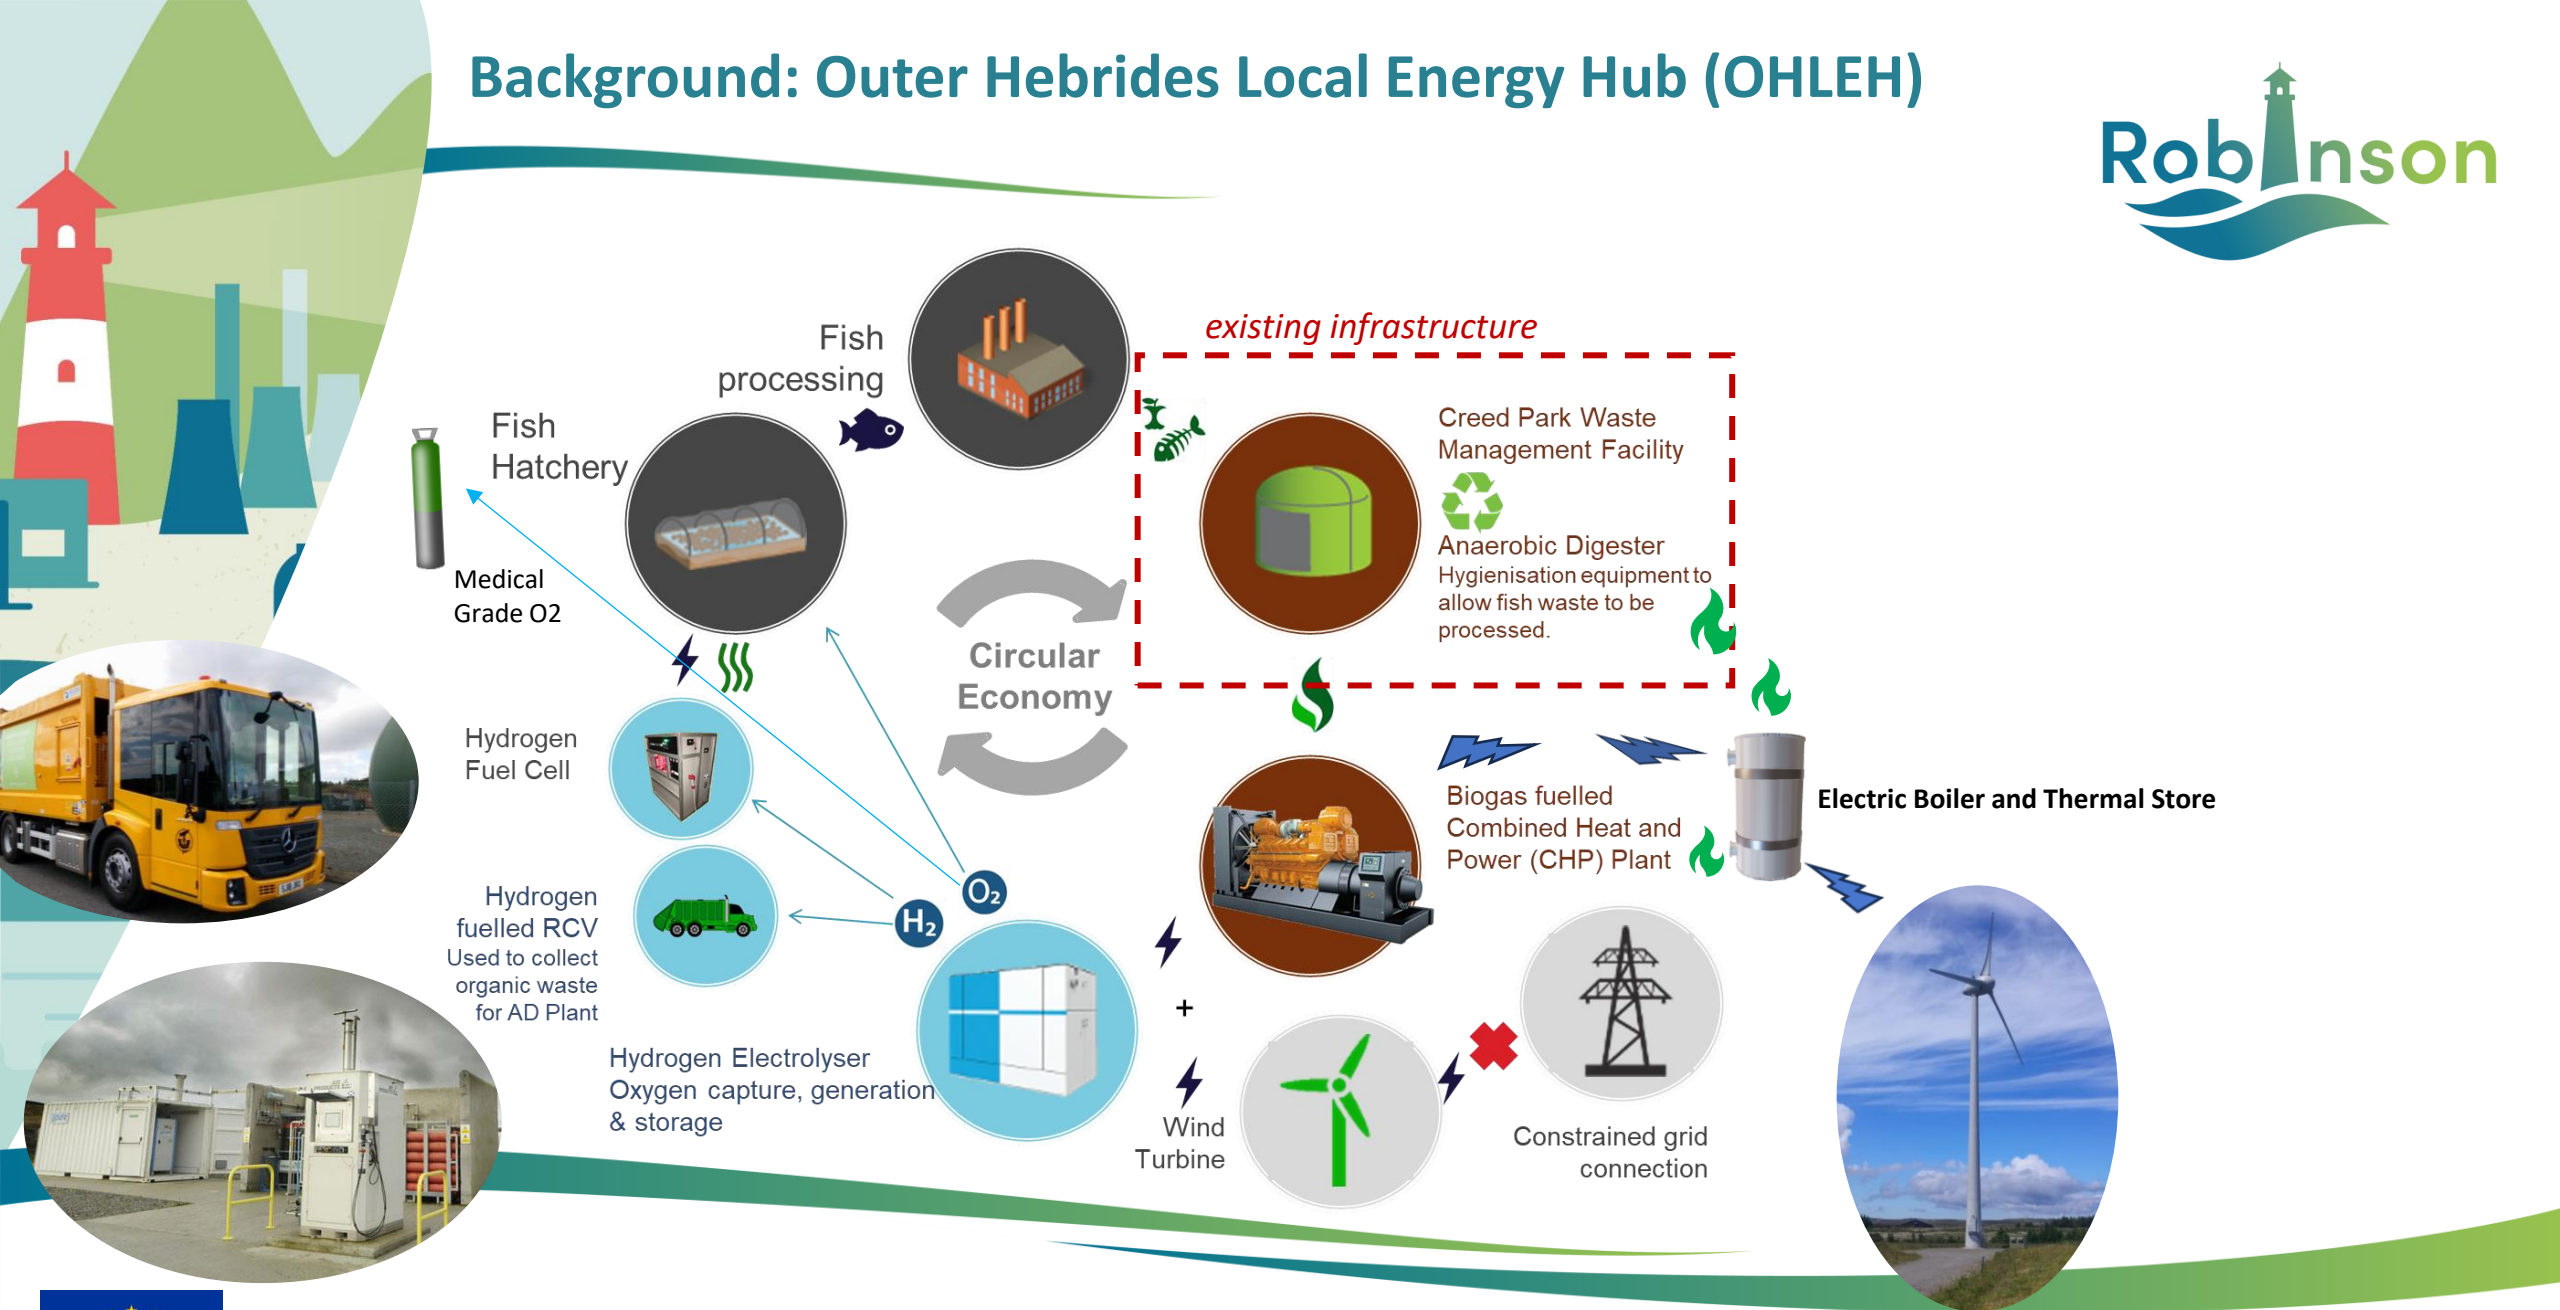 Background: Outer Hebrides Local Energy Hub (OHLEH)
Robinson
existing infrastructure
Fish
processing
Fish
Hatchery
Creed Park Waste
Management Facility
Anaerobic Digester
Hygienisation equipment to
allow fish waste to be
processed.
Medical
Grade O2
Circular
Economy
Hydrogen
Fuel Cell
Biogas fuelled
Combined Heat and
Power (CHP) Plant
Electric Boiler and Thermal Store
O2
H2
Hydrogen
fuelled RCV
Used to collect
organic waste
for AD Plant
+
Hydrogen Electrolyser
Oxygen capture, generation
& storage
Wind
Turbine
Constrained grid
connection